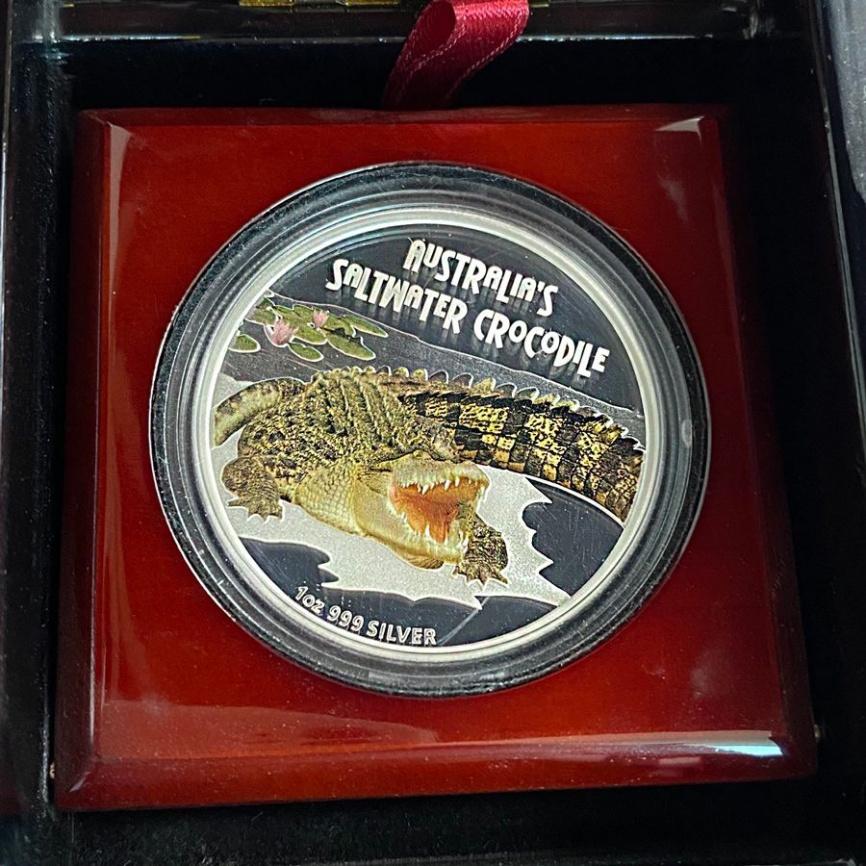 AUSTRALIA'S
SALTWATER CROCODILE
1oz 999 SILVER